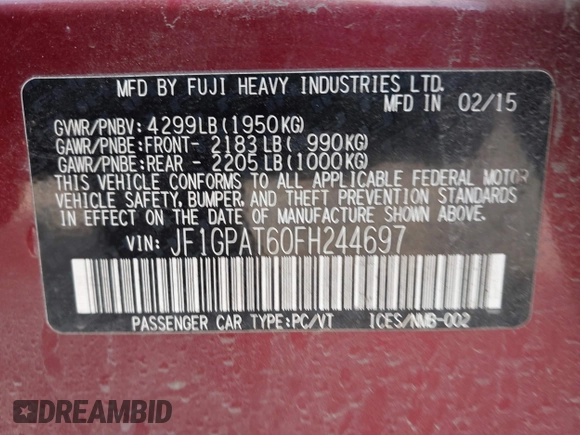 MFD BY FUJI HEAVY INDUSTRIES LTD.
MFD IN 02/15
GVWR/PNBV: 4299LB(1950KG)
GAWR/PNBE:FRONT- 2183LB( 990KG)
GAWR/PNBE:REAR - 2205LB(1000KG)
THIS VEHICLE CONFORMS TO ALL APPLICABLE FEDERAL MOTOR
VEHICLE SAFETY, BUMPER, AND THEFT PREVENTION STANDARDS
IN EFFECT ON THE DATE OF MANUFACTURE SHOWN ABOVE.
VIN: JF1GPAT60FH244697
PASSENGER CAR TYPE:PC/VT ICES/NMB-002
DREAMBID